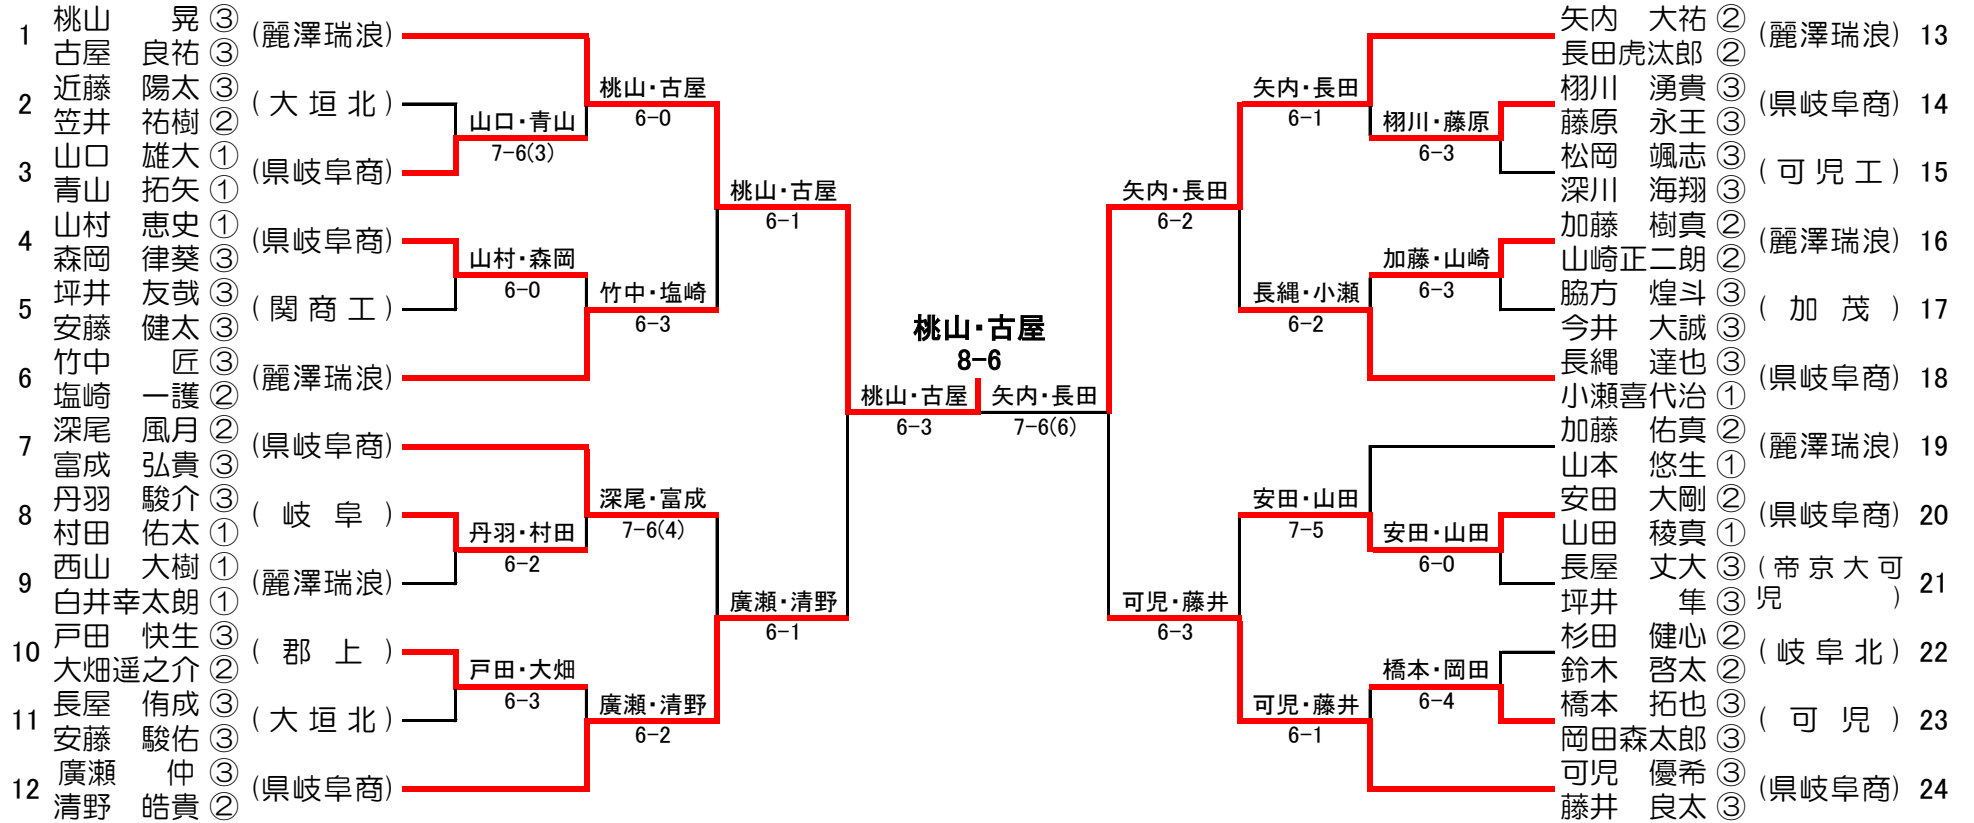 1 桃山 晃 ③ (麗澤瑞浪)
古屋 良祐 ③
2 近藤 陽太 ③ (大垣北)
笠井 祐樹 ②
3 山口 雄大 ① (県岐阜商)
青山 拓矢 ①
4 山村 恵史 ① (県岐阜商)
森岡 律葵 ③
5 坪井 友哉 ③ (関商工)
安藤 健太 ③
6 竹中 匠 ③ (麗澤瑞浪)
塩崎 一護 ②
7 深尾 風月 ② (県岐阜商)
富成 弘貴 ③
8 丹羽 駿介 ③ (岐阜)
村田 佑太 ①
9 西山 大樹 ① (麗澤瑞浪)
白井幸太朗 ①
10 戸田 快生 ③ (郡上)
大畑遥之介 ②
11 長屋 侑成 ③ (大垣北)
安藤 駿佑 ③
12 廣瀬 仲 ③ (県岐阜商)
清野 皓貴 ②
山口・青山
7-6(3)
山村・森岡
6-0
丹羽・村田
6-2
戸田・大畑
6-3
桃山・古屋
6-0
竹中・塩崎
6-3
深尾・富成
7-6(4)
廣瀬・清野
6-2
桃山・古屋
6-1
廣瀬・清野
6-1
桃山・古屋
6-3
桃山・古屋
8-6
矢内・長田
7-6(6)
矢内・長田
6-2
可児・藤井
6-3
矢内・長田
6-1
長縄・小瀬
6-2
安田・山田
7-5
可児・藤井
6-1
栩川・藤原
6-3
加藤・山崎
6-3
安田・山田
6-0
橋本・岡田
6-4
矢内 大祐 ② (麗澤瑞浪) 13
長田虎汰郎 ②
栩川 湧貴 ③ (県岐阜商) 14
藤原 永王 ③
松岡 颯志 ③ (可児工) 15
深川 海翔 ③
加藤 樹真 ② (麗澤瑞浪) 16
山崎正二朗 ②
脇方 煌斗 ③ (加茂) 17
今井 大誠 ③
長縄 達也 ③ (県岐阜商) 18
小瀬喜代治 ①
加藤 佑真 ② (麗澤瑞浪) 19
山本 悠生 ①
安田 大剛 ② (県岐阜商) 20
山田 稜真 ①
長屋 丈大 ③ (帝京大可児) 21
坪井 隼 ③
杉田 健心 ② (岐阜北) 22
鈴木 啓太 ②
橋本 拓也 ③ (可児) 23
岡田森太郎 ③
可児 優希 ③ (県岐阜商) 24
藤井 良太 ③